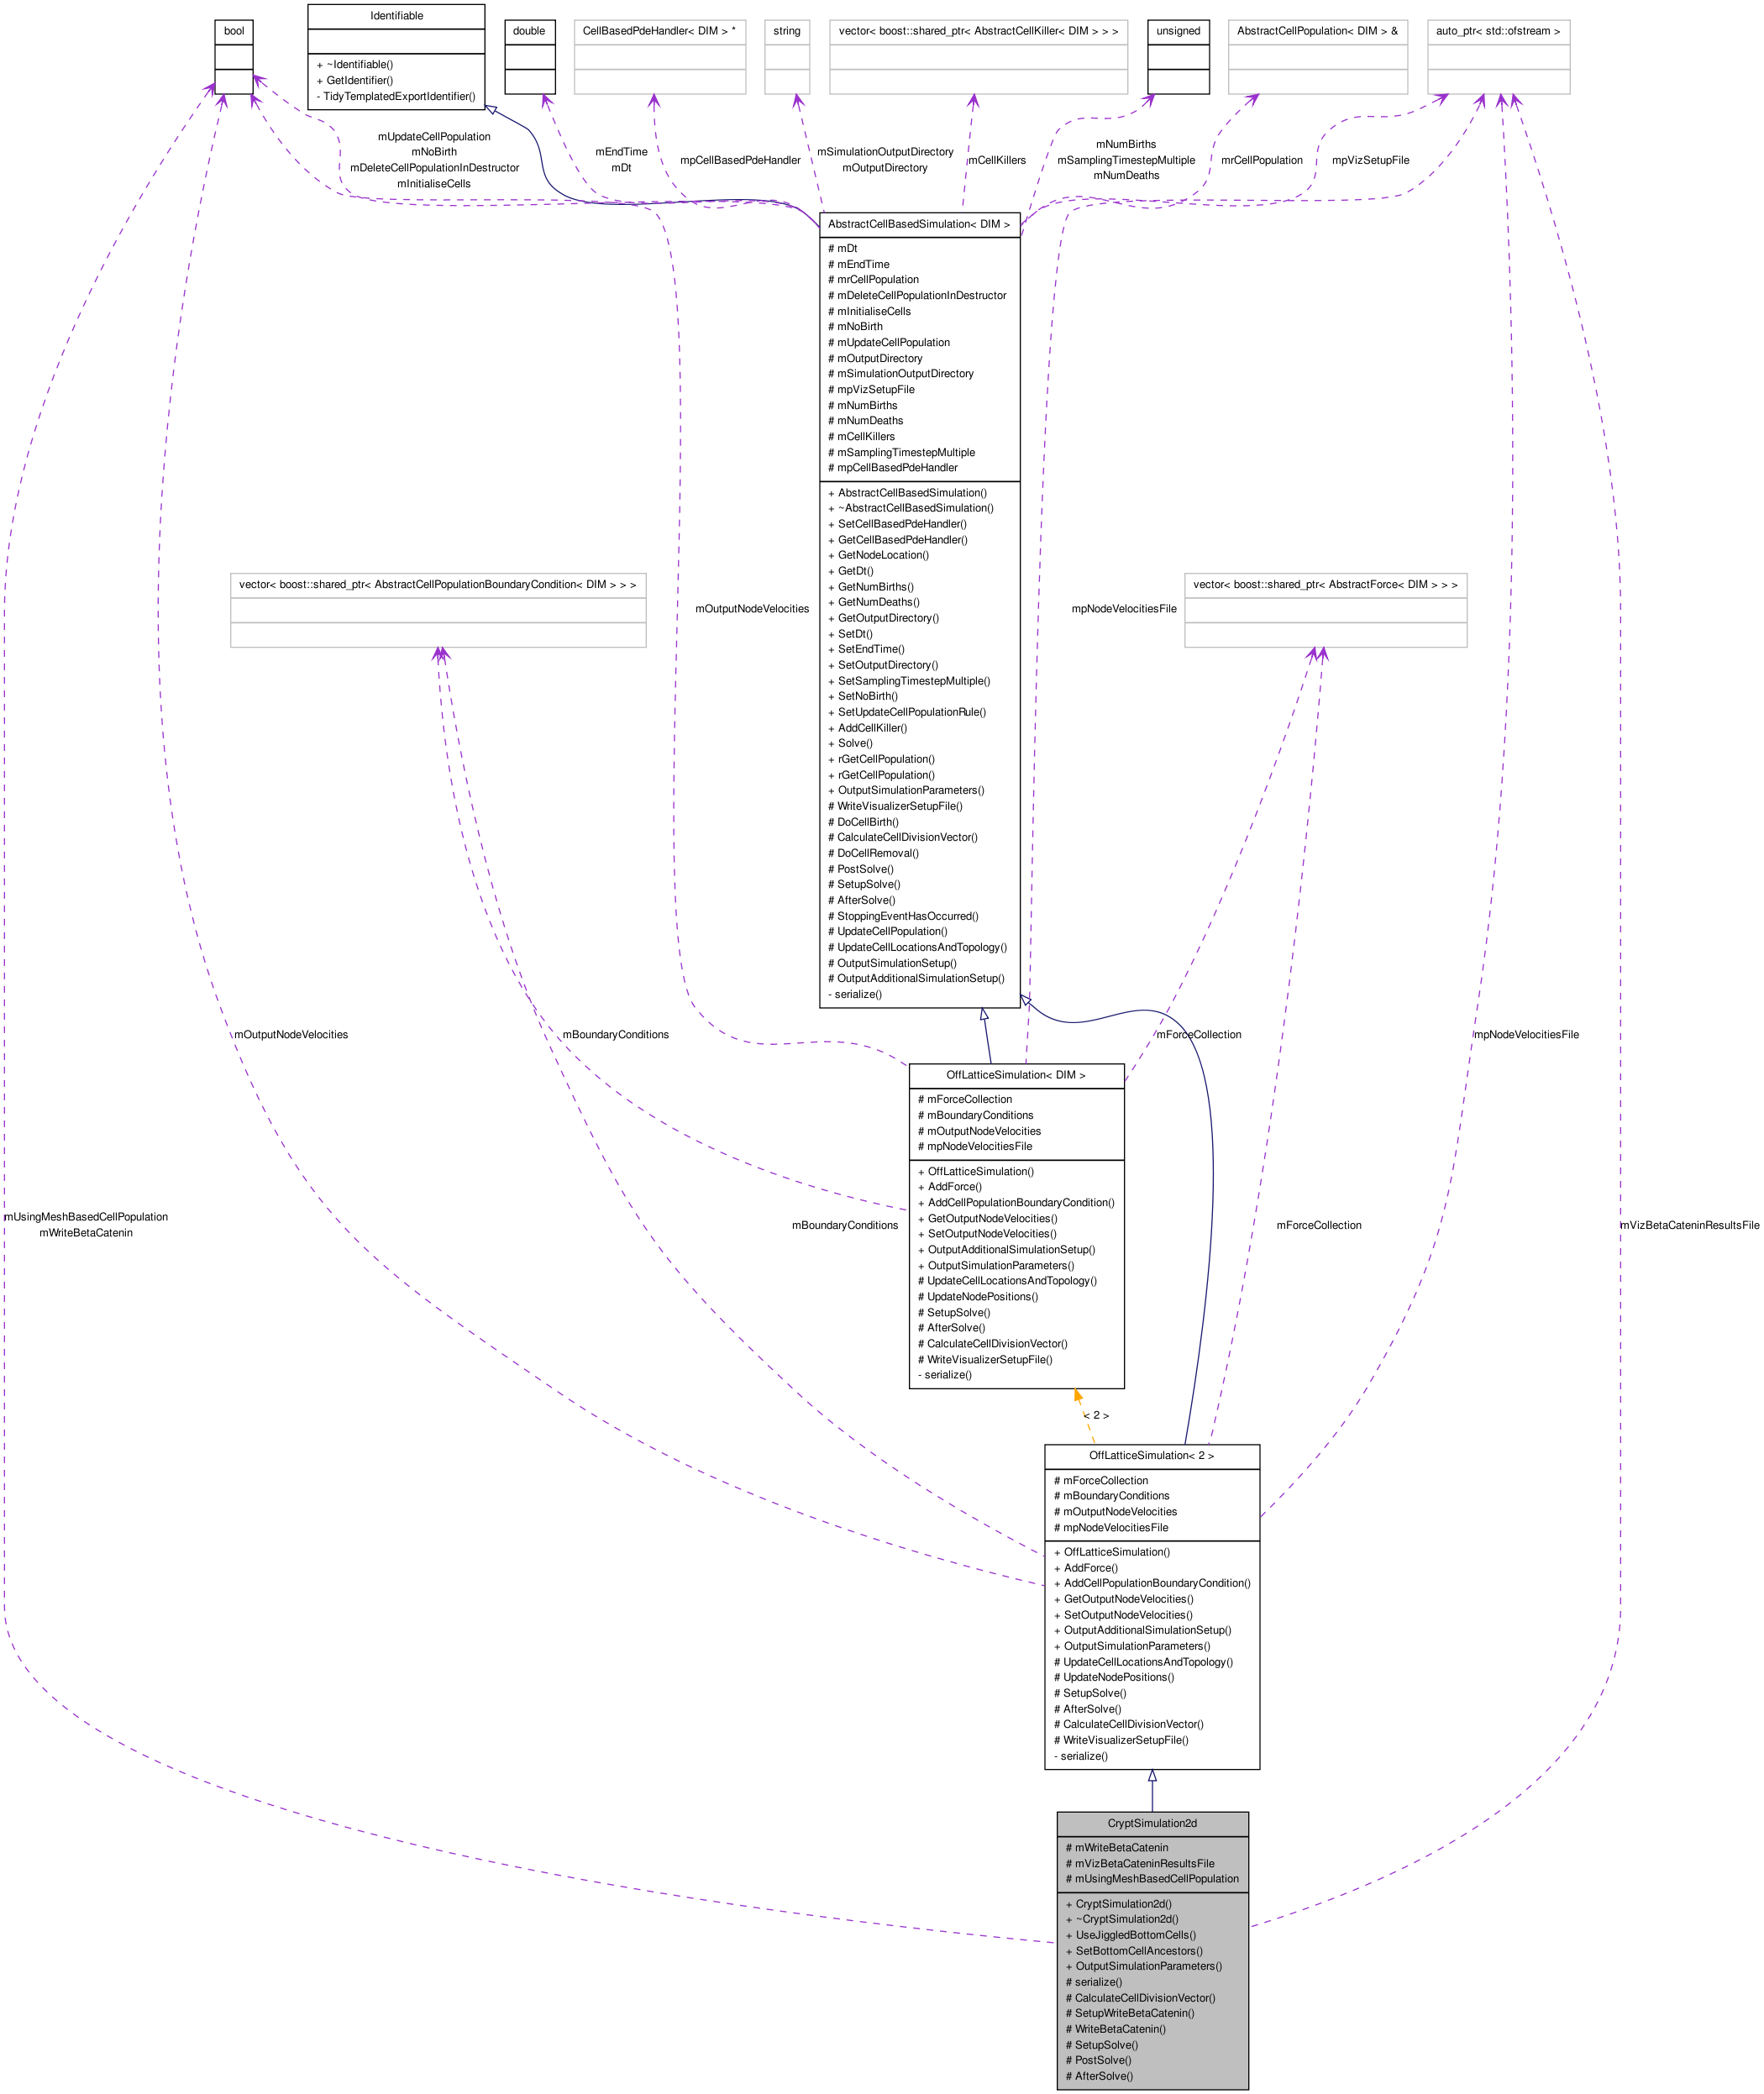 bool
Identifiable
+ ~Identifiable()
+ GetIdentifier()
- TidyTemplatedExportIdentifier()
double
CellBasedPdeHandler< DIM > *
string
vector< boost::shared_ptr< AbstractCellKiller< DIM > > >
unsigned
AbstractCellPopulation< DIM > &
auto_ptr< std::ofstream >
mUpdateCellPopulation
mNoBirth
mDeleteCellPopulationInDestructor
mInitialiseCells
mEndTime
mDt
mpCellBasedPdeHandler
mSimulationOutputDirectory
mOutputDirectory
mCellKillers
mNumBirths
mSamplingTimestepMultiple
mNumDeaths
mrCellPopulation
mpVizSetupFile
AbstractCellBasedSimulation< DIM >
# mDt
# mEndTime
# mrCellPopulation
# mDeleteCellPopulationInDestructor
# mInitialiseCells
# mNoBirth
# mUpdateCellPopulation
# mOutputDirectory
# mSimulationOutputDirectory
# mpVizSetupFile
# mNumBirths
# mNumDeaths
# mCellKillers
# mSamplingTimestepMultiple
# mpCellBasedPdeHandler
+ AbstractCellBasedSimulation()
+ ~AbstractCellBasedSimulation()
+ SetCellBasedPdeHandler()
+ GetCellBasedPdeHandler()
+ GetNodeLocation()
+ GetDt()
+ GetNumBirths()
+ GetNumDeaths()
+ GetOutputDirectory()
+ SetDt()
+ SetEndTime()
+ SetOutputDirectory()
+ SetSamplingTimestepMultiple()
+ SetNoBirth()
+ SetUpdateCellPopulationRule()
+ AddCellKiller()
+ Solve()
+ rGetCellPopulation()
+ rGetCellPopulation()
+ OutputSimulationParameters()
# WriteVisualizerSetupFile()
# DoCellBirth()
# CalculateCellDivisionVector()
# DoCellRemoval()
# PostSolve()
# SetupSolve()
# AfterSolve()
# StoppingEventHasOccurred()
# UpdateCellPopulation()
# UpdateCellLocationsAndTopology()
# OutputSimulationSetup()
# OutputAdditionalSimulationSetup()
- serialize()
vector< boost::shared_ptr< AbstractCellPopulationBoundaryCondition< DIM > > >
mOutputNodeVelocities
mpNodeVelocitiesFile
vector< boost::shared_ptr< AbstractForce< DIM > > >
mOutputNodeVelocities
mBoundaryConditions
mForceCollection
mpNodeVelocitiesFile
OffLatticeSimulation< DIM >
# mForceCollection
# mBoundaryConditions
# mOutputNodeVelocities
# mpNodeVelocitiesFile
+ OffLatticeSimulation()
+ AddForce()
+ AddCellPopulationBoundaryCondition()
+ GetOutputNodeVelocities()
+ SetOutputNodeVelocities()
+ OutputAdditionalSimulationSetup()
+ OutputSimulationParameters()
# UpdateCellLocationsAndTopology()
# UpdateNodePositions()
# SetupSolve()
# AfterSolve()
# CalculateCellDivisionVector()
# WriteVisualizerSetupFile()
- serialize()
mUsingMeshBasedCellPopulation
mWriteBetaCatenin
mBoundaryConditions
mForceCollection
mVizBetaCateninResultsFile
< 2 >
OffLatticeSimulation< 2 >
# mForceCollection
# mBoundaryConditions
# mOutputNodeVelocities
# mpNodeVelocitiesFile
+ OffLatticeSimulation()
+ AddForce()
+ AddCellPopulationBoundaryCondition()
+ GetOutputNodeVelocities()
+ SetOutputNodeVelocities()
+ OutputAdditionalSimulationSetup()
+ OutputSimulationParameters()
# UpdateCellLocationsAndTopology()
# UpdateNodePositions()
# SetupSolve()
# AfterSolve()
# CalculateCellDivisionVector()
# WriteVisualizerSetupFile()
- serialize()
CryptSimulation2d
# mWriteBetaCatenin
# mVizBetaCateninResultsFile
# mUsingMeshBasedCellPopulation
+ CryptSimulation2d()
+ ~CryptSimulation2d()
+ UseJiggledBottomCells()
+ SetBottomCellAncestors()
+ OutputSimulationParameters()
# serialize()
# CalculateCellDivisionVector()
# SetupWriteBetaCatenin()
# WriteBetaCatenin()
# SetupSolve()
# PostSolve()
# AfterSolve()